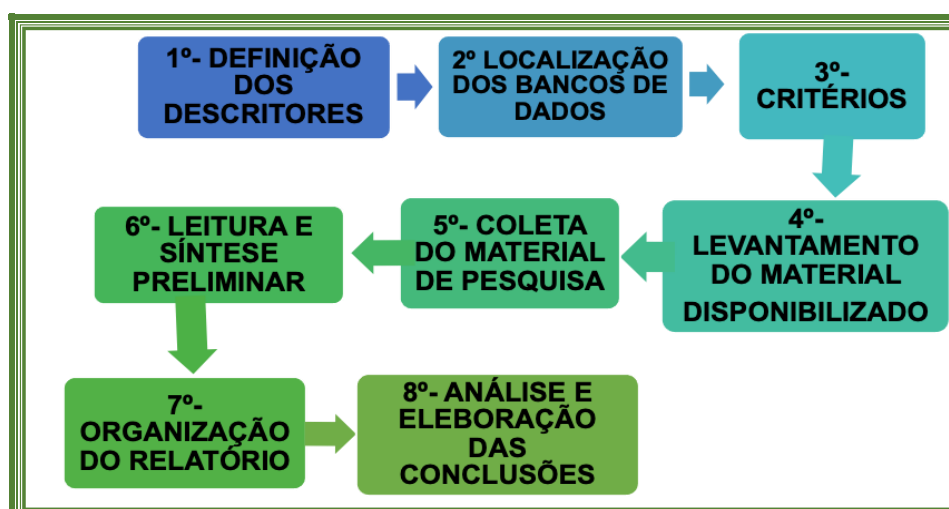 1º- DEFINIÇÃO
DOS
DESCRITORES
2º LOCALIZAÇÃO
DOS BANCOS DE
DADOS
3º-
CRITÉRIOS
4º-
LEVANTAMENTO
DO MATERIAL
DISPONIBILIZADO
5º- COLETA
DO MATERIAL
DE PESQUISA
6º- LEITURA E
SÍNTESE
PRELIMINAR
7º-
ORGANIZAÇÃO
DO RELATÓRIO
8º- ANÁLISE E
ELEBORAÇÃO
DAS
CONCLUSÕES